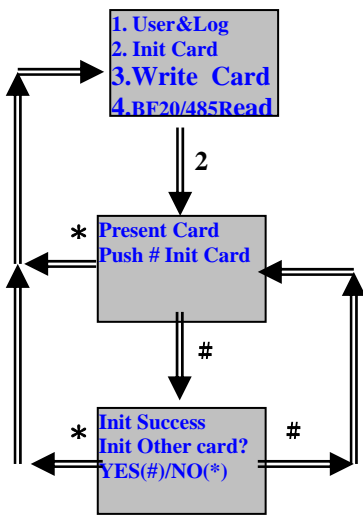 1. User&Log
2. Init Card
3.Write Card
4.BF20/485Read
2
* Present Card
Push # Init Card
#
Init Success
* Init Other card? #
YES(#)/NO(*)